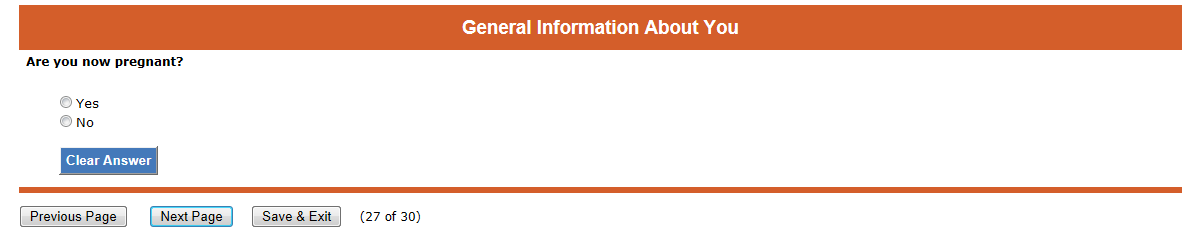 General Information About You
Are you now pregnant?
Yes
No
Clear Answer
Previous Page Next Page Save & Exit (27 of 30)